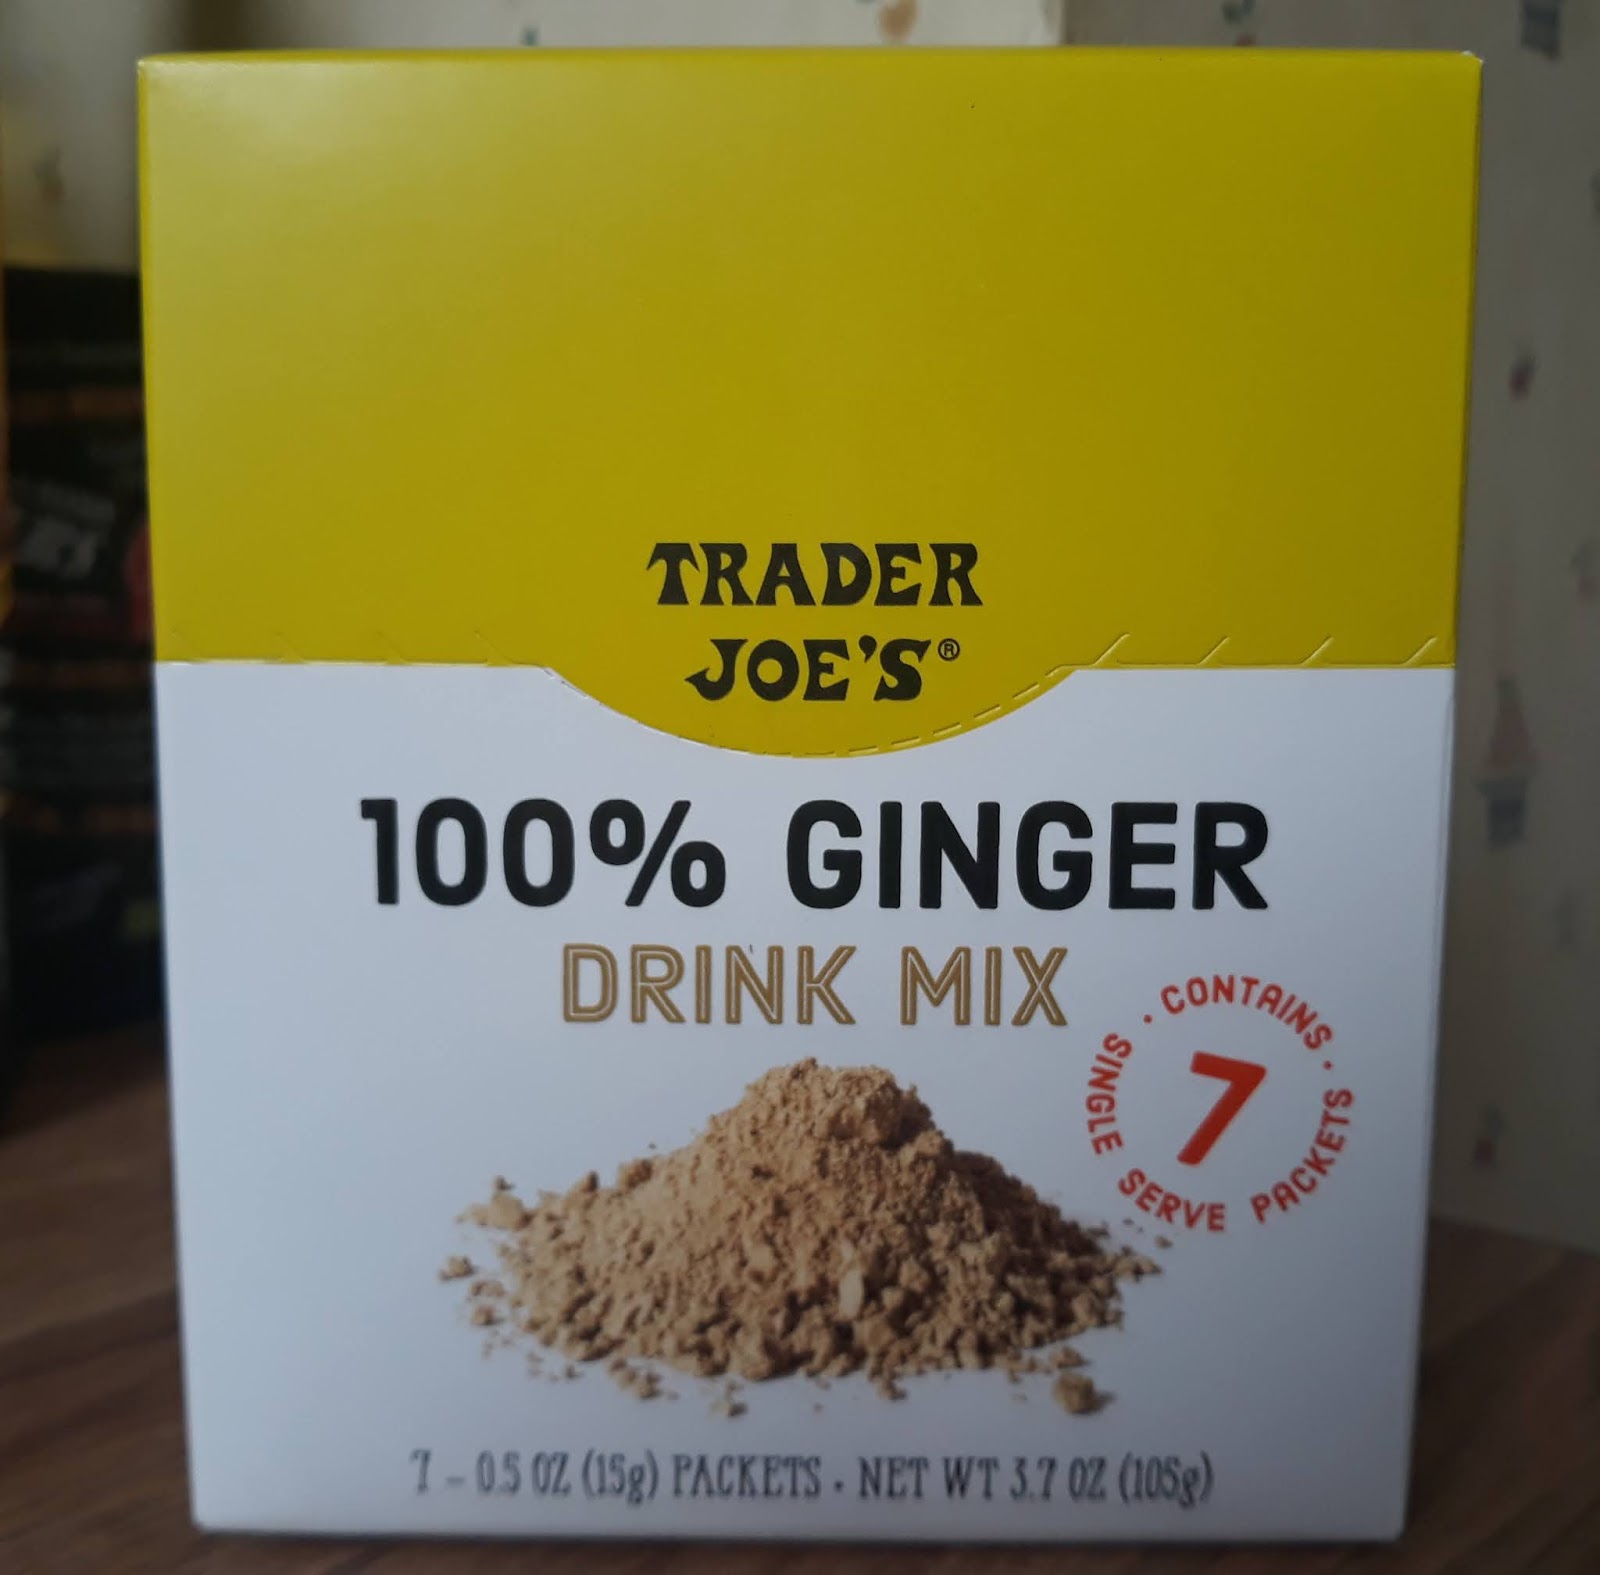 TRADER
JOE'S®
100% GINGER
DRINK MIX
· CONTAINS ·
7
SINGLE SERVE PACKETS
7 – 0.5 OZ (15g) PACKETS · NET WT 3.7 OZ (105g)